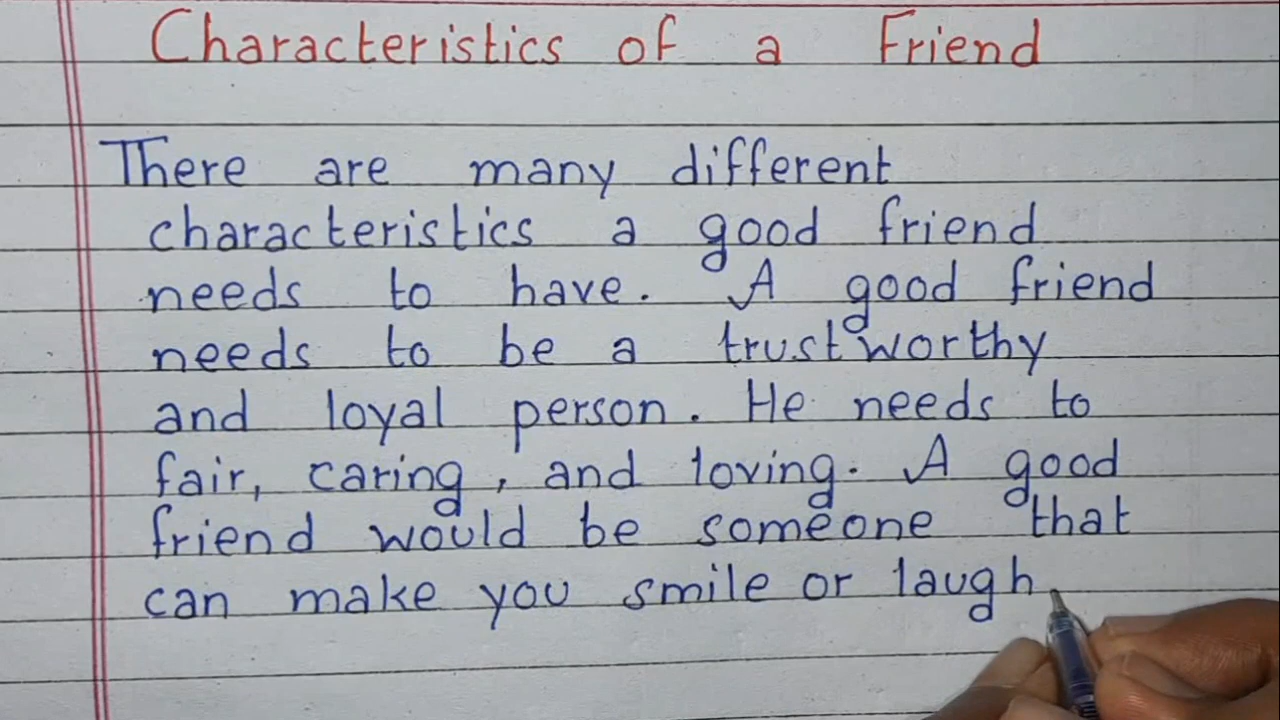 Characteristics of a Friend
There are many different
characteristics a good friend
needs to have. A good friend
needs to be a trustworthy
and loyal person. He needs to
fair, caring, and loving. A good
friend would be someone that
can make you smile or laugh